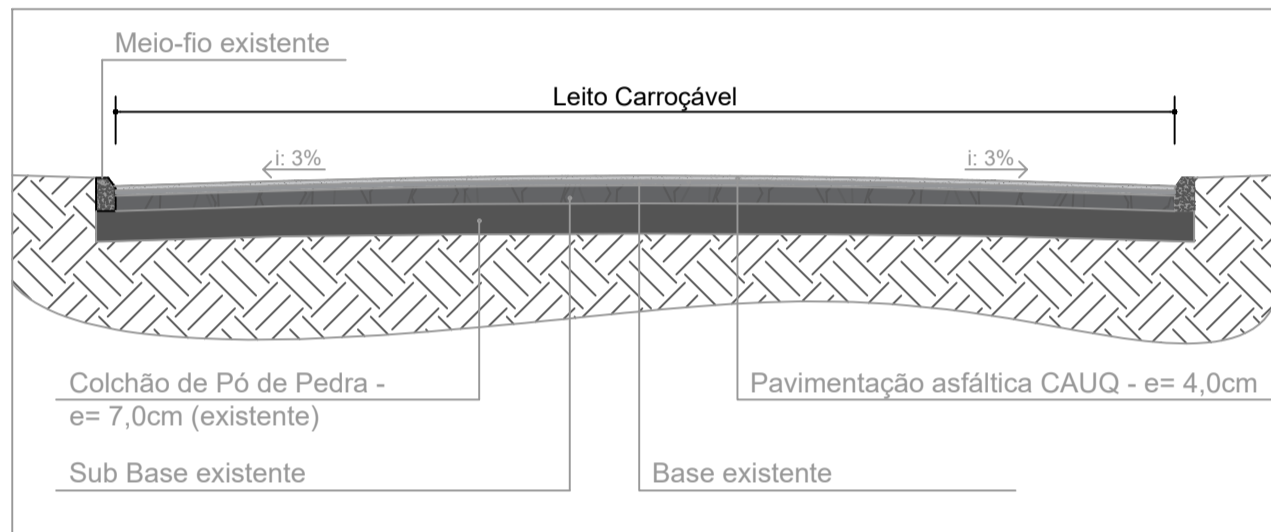 Meio-fio existente
Leito Carroçável
i: 3%
i: 3%
Colchão de Pó de Pedra -
e= 7,0cm (existente)
Pavimentação asfáltica CAUQ - e= 4,0cm
Sub Base existente
Base existente